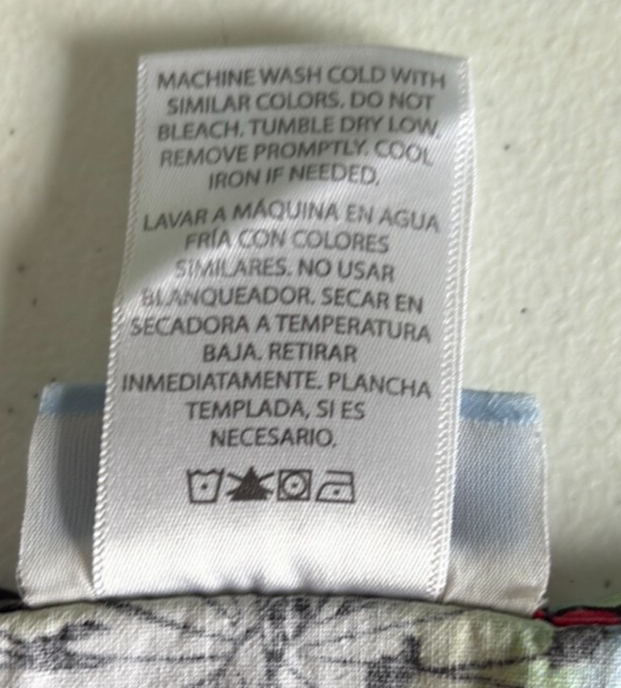 MACHINE WASH COLD WITH
SIMILAR COLORS. DO NOT
BLEACH. TUMBLE DRY LOW,
REMOVE PROMPTLY. COOL
IRON IF NEEDED.
LAVAR A MÁQUINA EN AGUA
FRÍA CON COLORES
SIMILARES. NO USAR
BLANQUEADOR. SECAR EN
SECADORA A TEMPERATURA
BAJA. RETIRAR
INMEDIATAMENTE. PLANCHA
TEMPLADA, SI ES
NECESARIO.